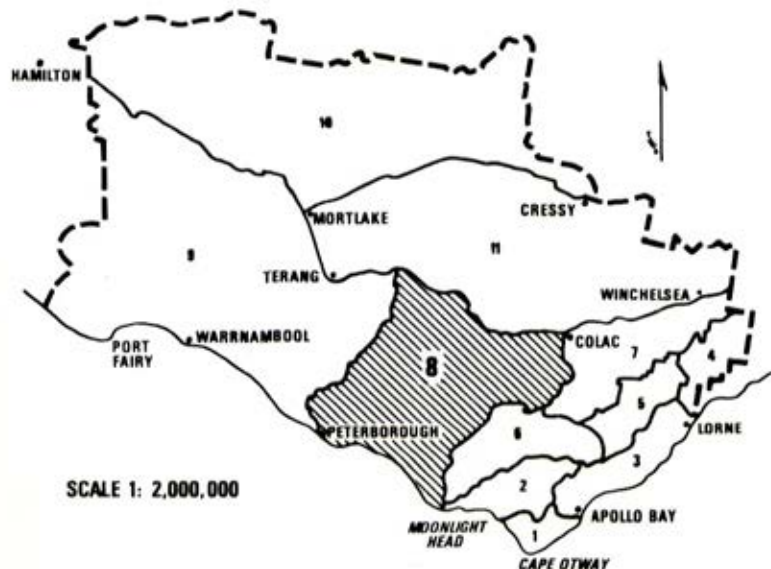 HAMILTON
10
MORTLAKE
CRESSY
9
11
TERANG
WINCHELSEA
WARRNAMBOOL
COLAC
PORT
FAIRY
8
7
4
5
PETERBOROUGH
LORNE
6
3
SCALE 1: 2,000,000
2
MOONLIGHT
HEAD
APOLLO BAY
1
CAPE OTWAY